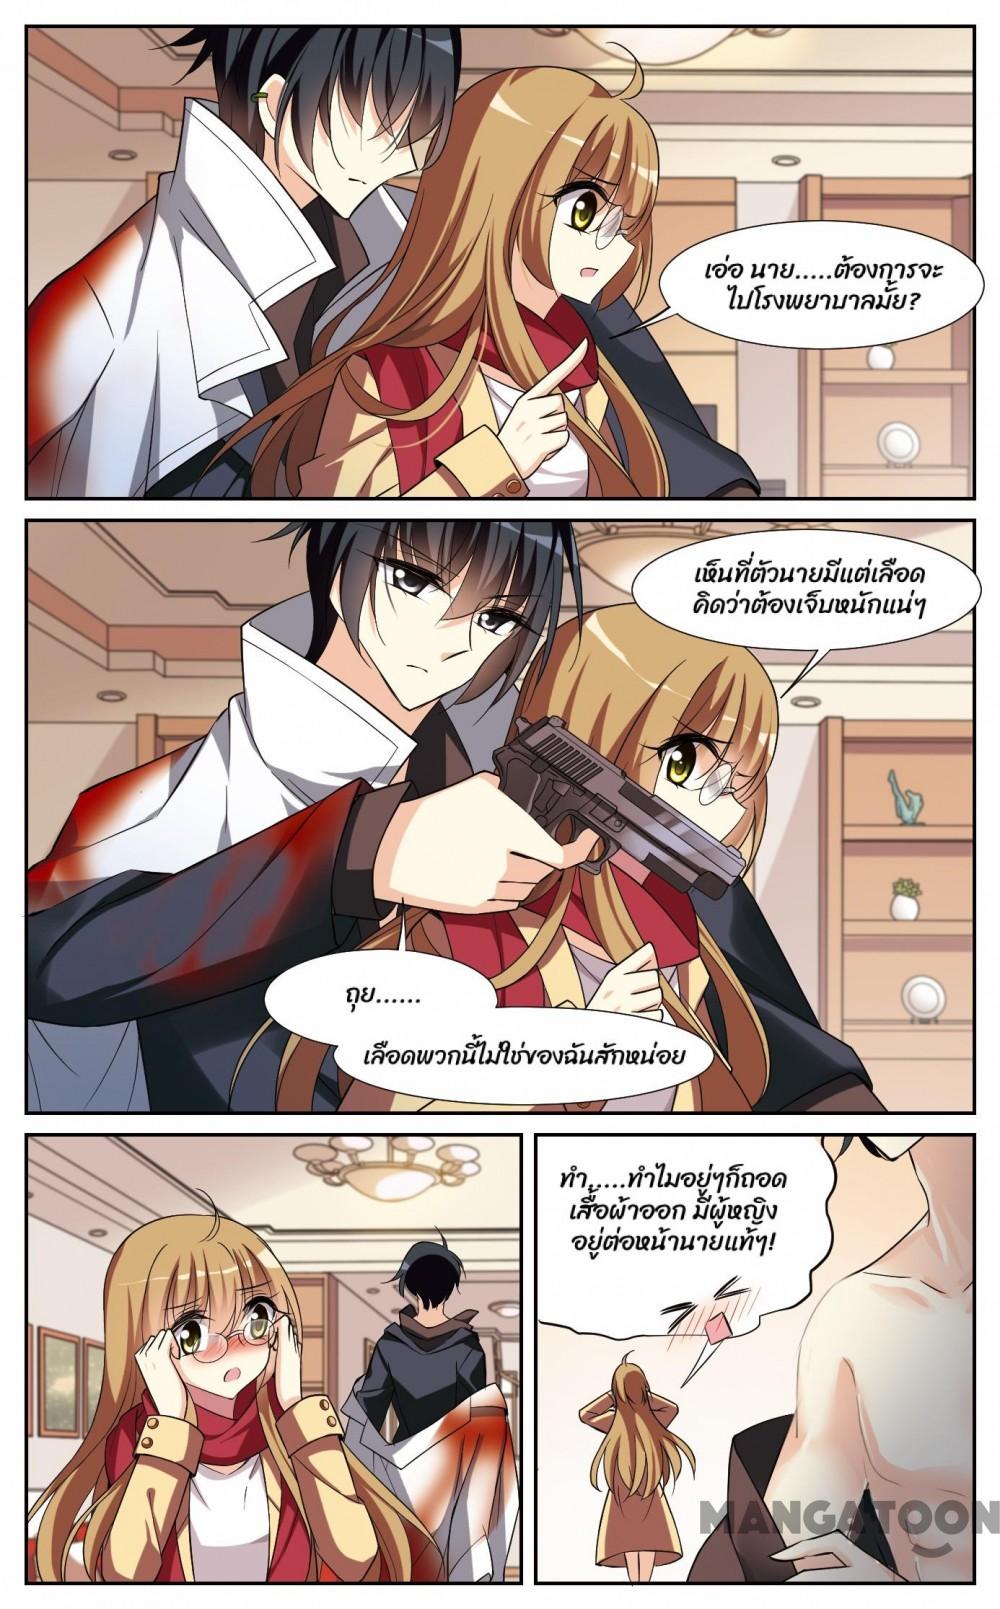 เอ่อ นาย.....ต้องการจะ
ไปโรงพยาบาลมั้ย?
เห็นที่ตัวนายมีแต่เลือด
คิดว่าต้องเจ็บหนักแน่ๆ
ถุย......
เลือดพวกนี้ไม่ใช่ของฉันสักหน่อย
ทำ.....ทำไมอยู่ๆก็ถอด
เสื้อผ้าออก มีผู้หญิง
อยู่ต่อหน้านายแท้ๆ!
MANGATOON